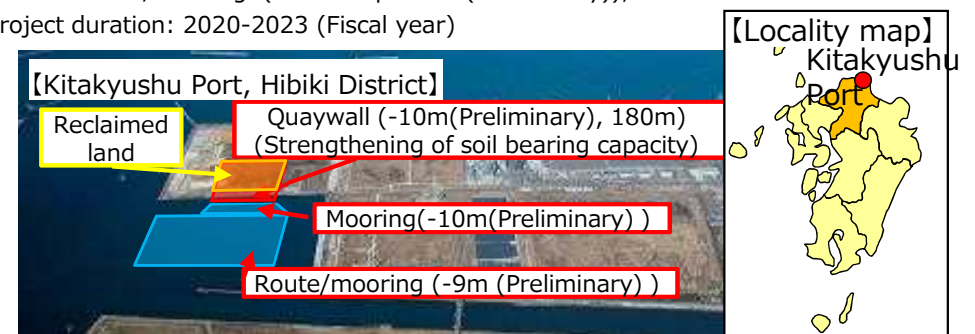 roject duration: 2020-2023 (Fiscal year)
【Kitakyushu Port, Hibiki District】
Reclaimed
land
Quaywall (-10m(Preliminary), 180m)
(Strengthening of soil bearing capacity)
Mooring(-10m(Preliminary) )
Route/mooring (-9m (Preliminary) )
【Locality map】
Kitakyushu
Port